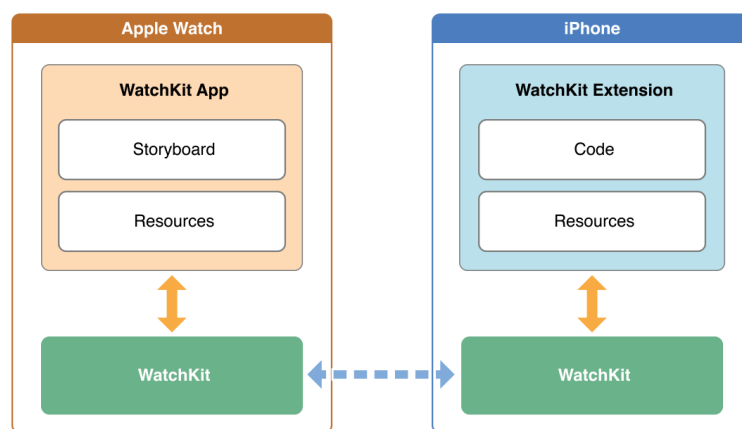 Apple Watch
WatchKit App
Storyboard
Resources
WatchKit
iPhone
WatchKit Extension
Code
Resources
WatchKit